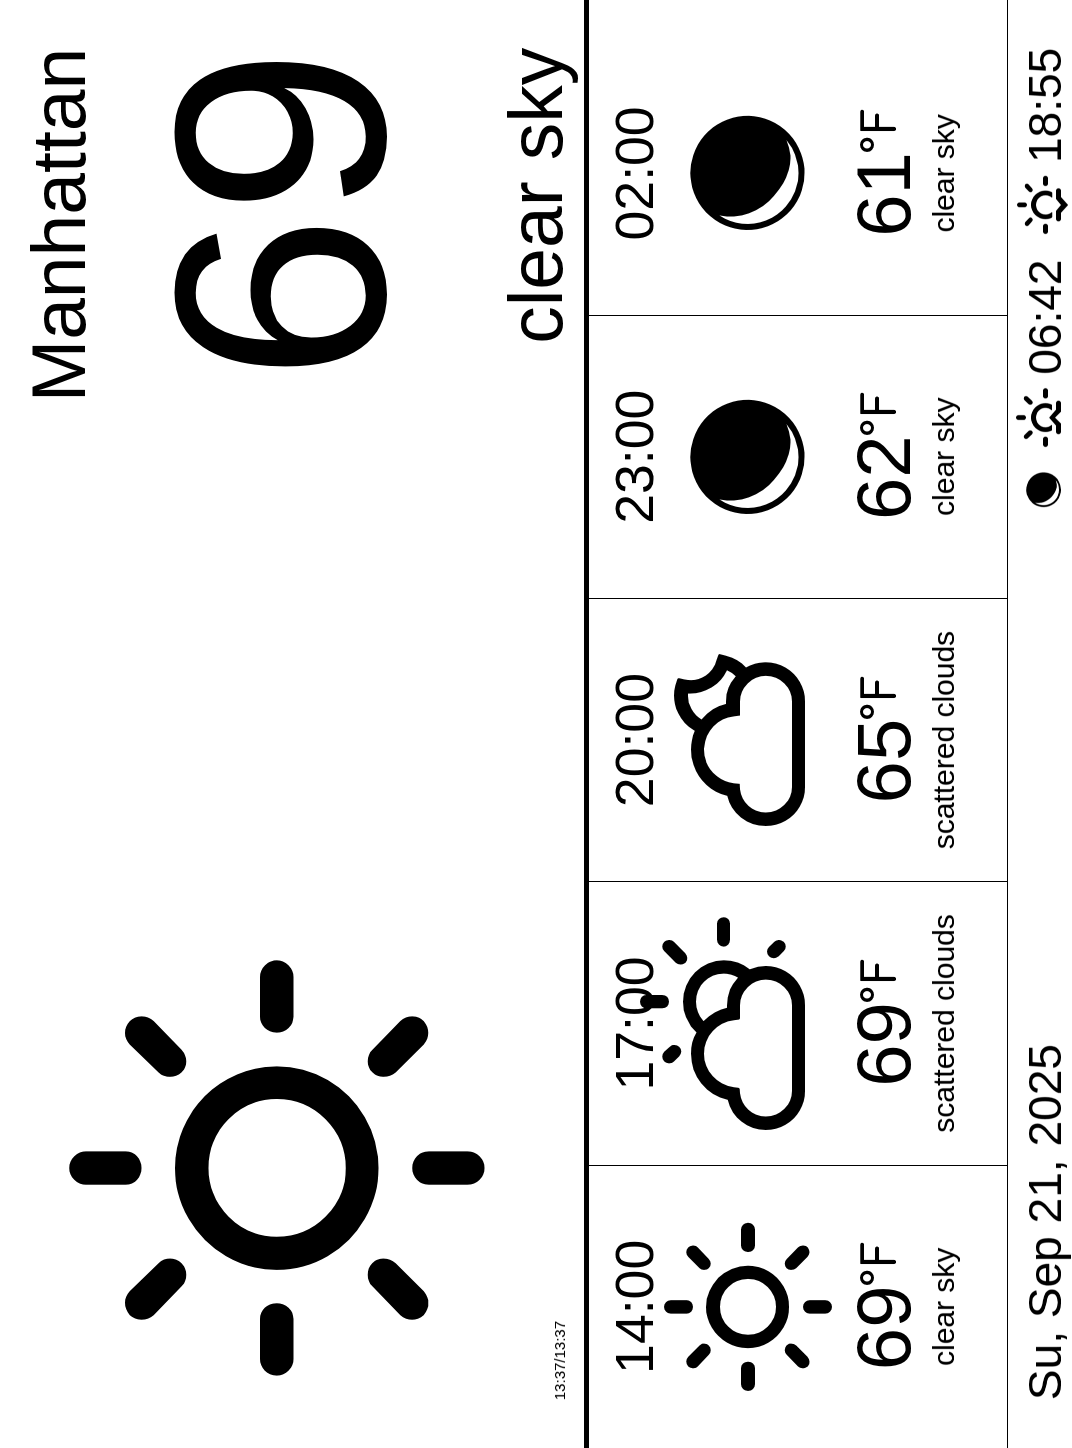 Manhattan
69
clear sky
13:37/13:37
14:00
69°F
clear sky
17:00
69°F
scattered clouds
20:00
65°F
scattered clouds
23:00
62°F
clear sky
02:00
61°F
clear sky
Su, Sep 21, 2025
06:42
18:55